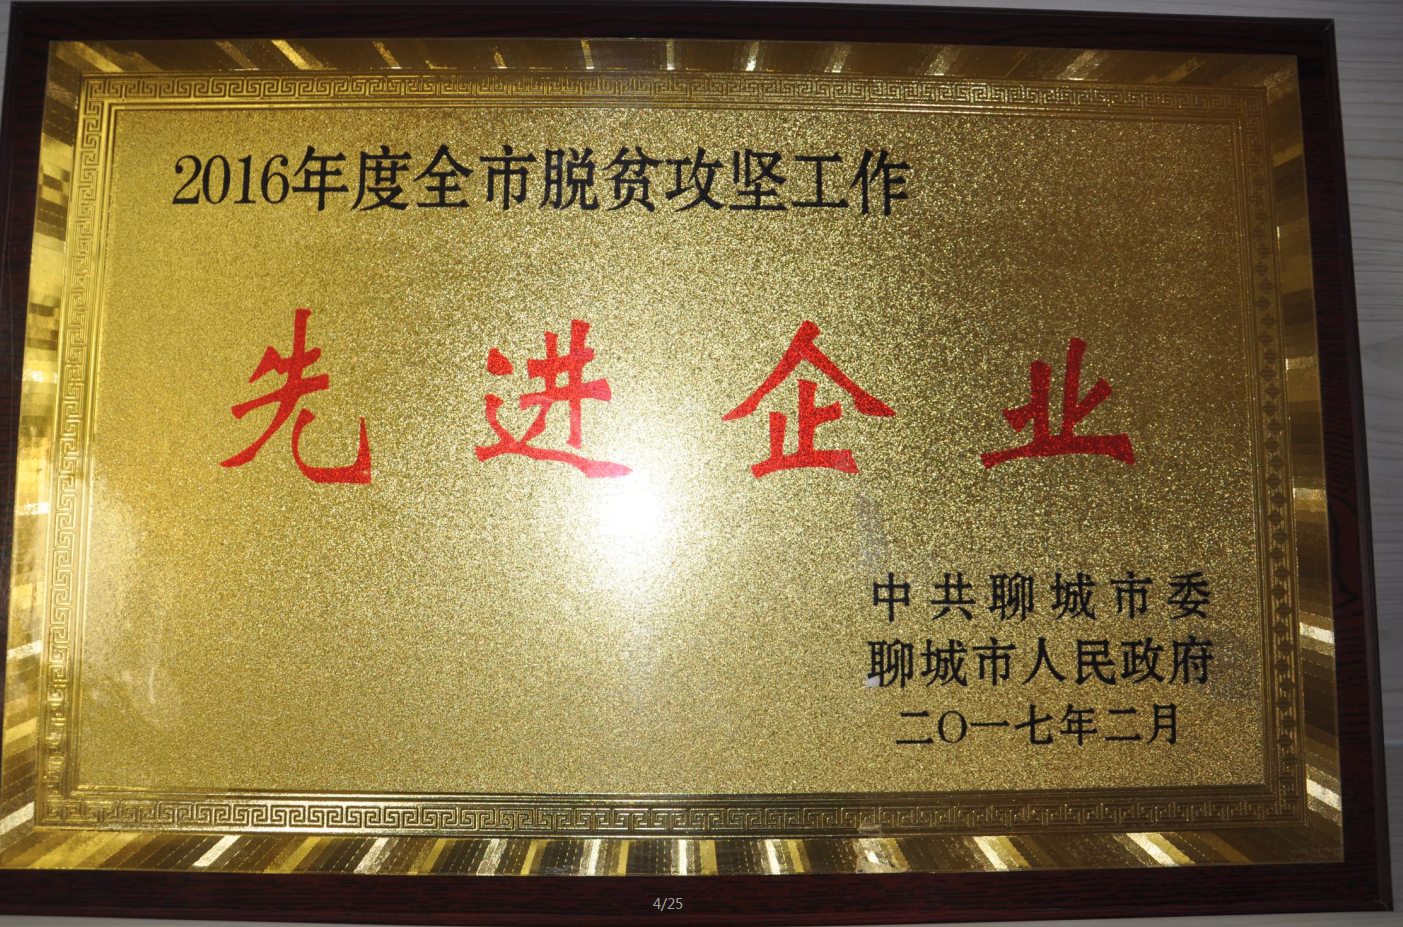 2016年度全市脱贫攻坚工作
先进企业
中共聊城市委
聊城市人民政府
二〇一七年二月
4/25